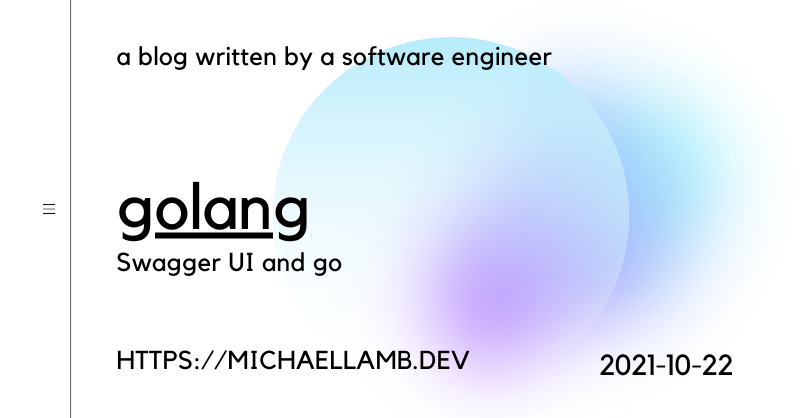 a blog written by a software engineer
golang
Swagger UI and go
HTTPS://MICHAELLAMB.DEV
2021-10-22